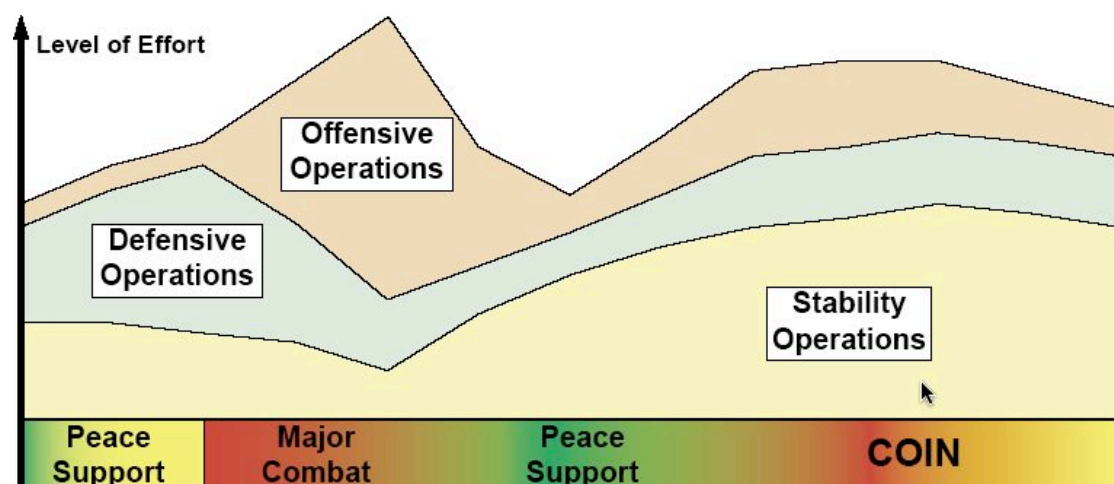 Level of Effort
Offensive
Operations
Defensive
Operations
Stability
Operations
Peace
Support
Major
Combat
Peace
Support
COIN